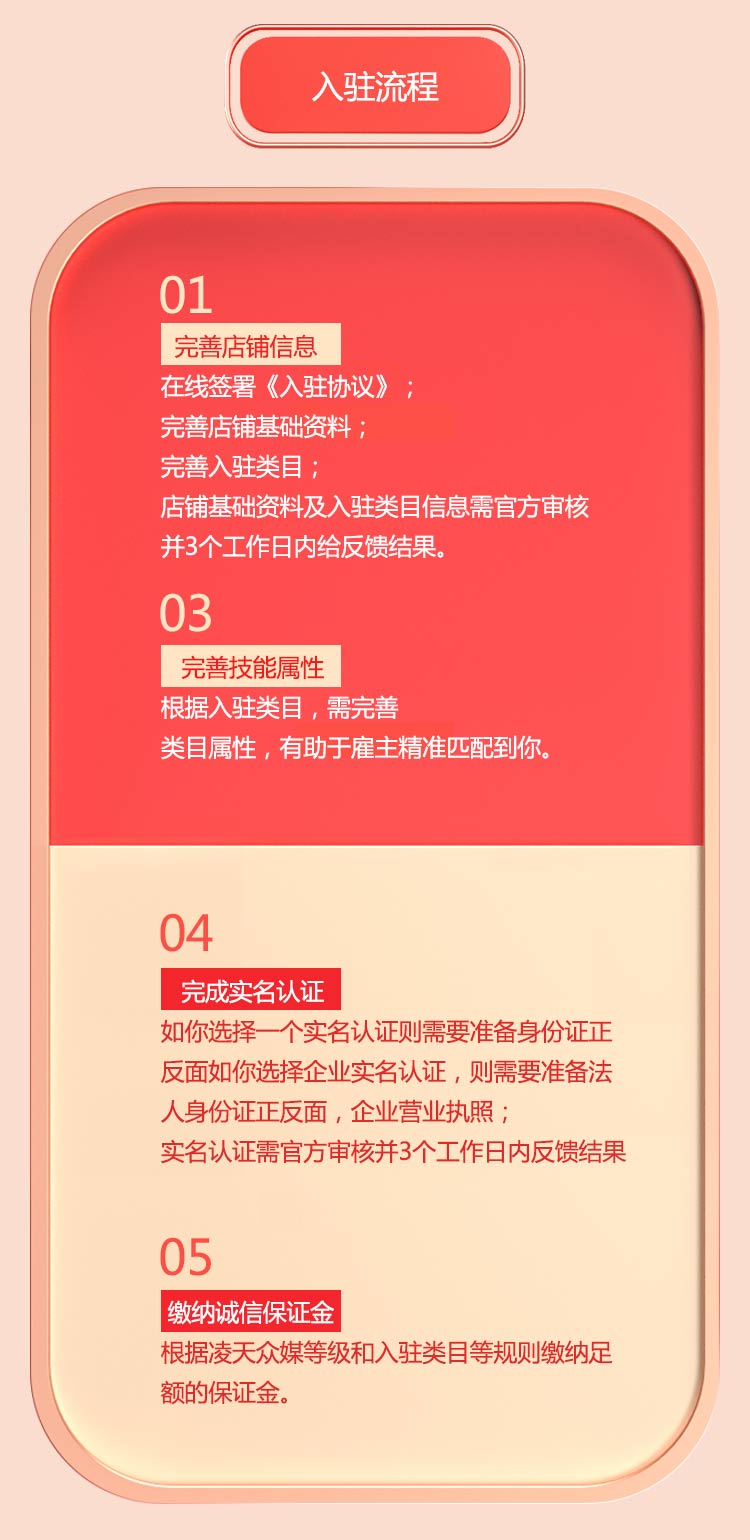 入驻流程
01
完善店铺信息
在线签署《入驻协议》；
完善店铺基础资料；
完善入驻类目；
店铺基础资料及入驻类目信息需官方审核
并3个工作日内给反馈结果。
03
完善技能属性
根据入驻类目，需完善
类目属性，有助于雇主精准匹配到你。
04
完成实名认证
如你选择一个实名认证则需要准备身份证正
反面如你选择企业实名认证，则需要准备法
人身份证正反面，企业营业执照；
实名认证需官方审核并3个工作日内反馈结果
05
缴纳诚信保证金
根据凌天众媒等级和入驻类目等规则缴纳足
额的保证金。